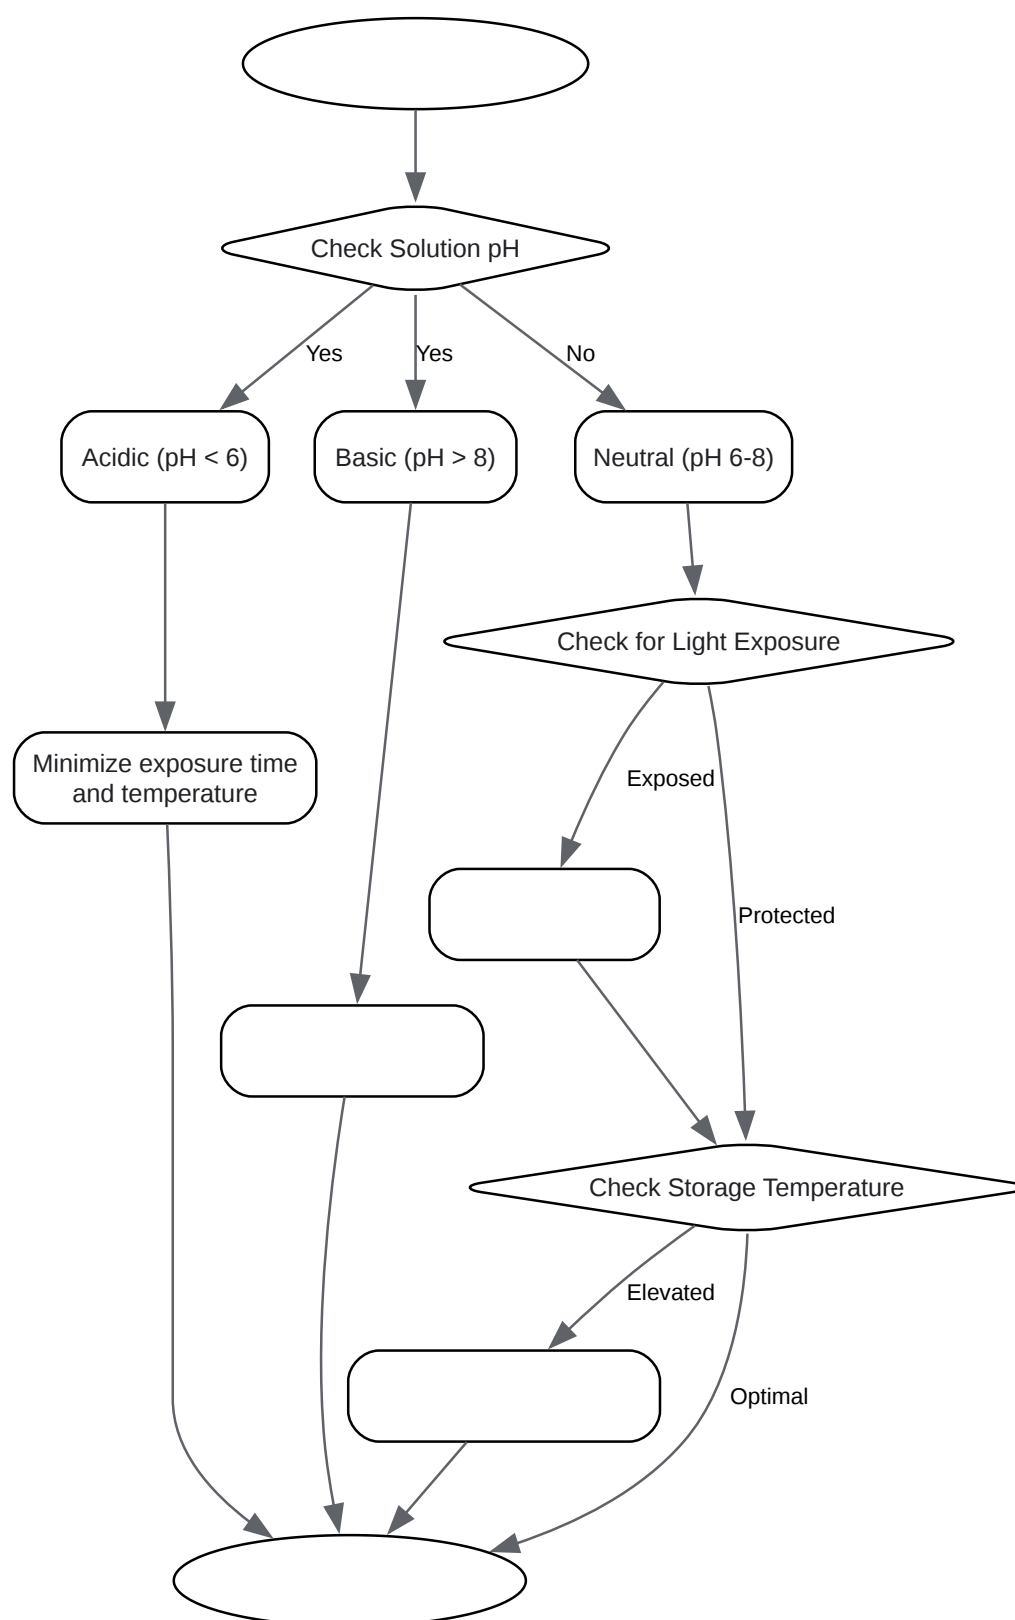 Check Solution pH
Yes
Yes
No
Acidic (pH < 6)
Basic (pH > 8)
Neutral (pH 6-8)
Check for Light Exposure
Minimize exposure time
and temperature
Exposed
Protected
Check Storage Temperature
Elevated
Optimal